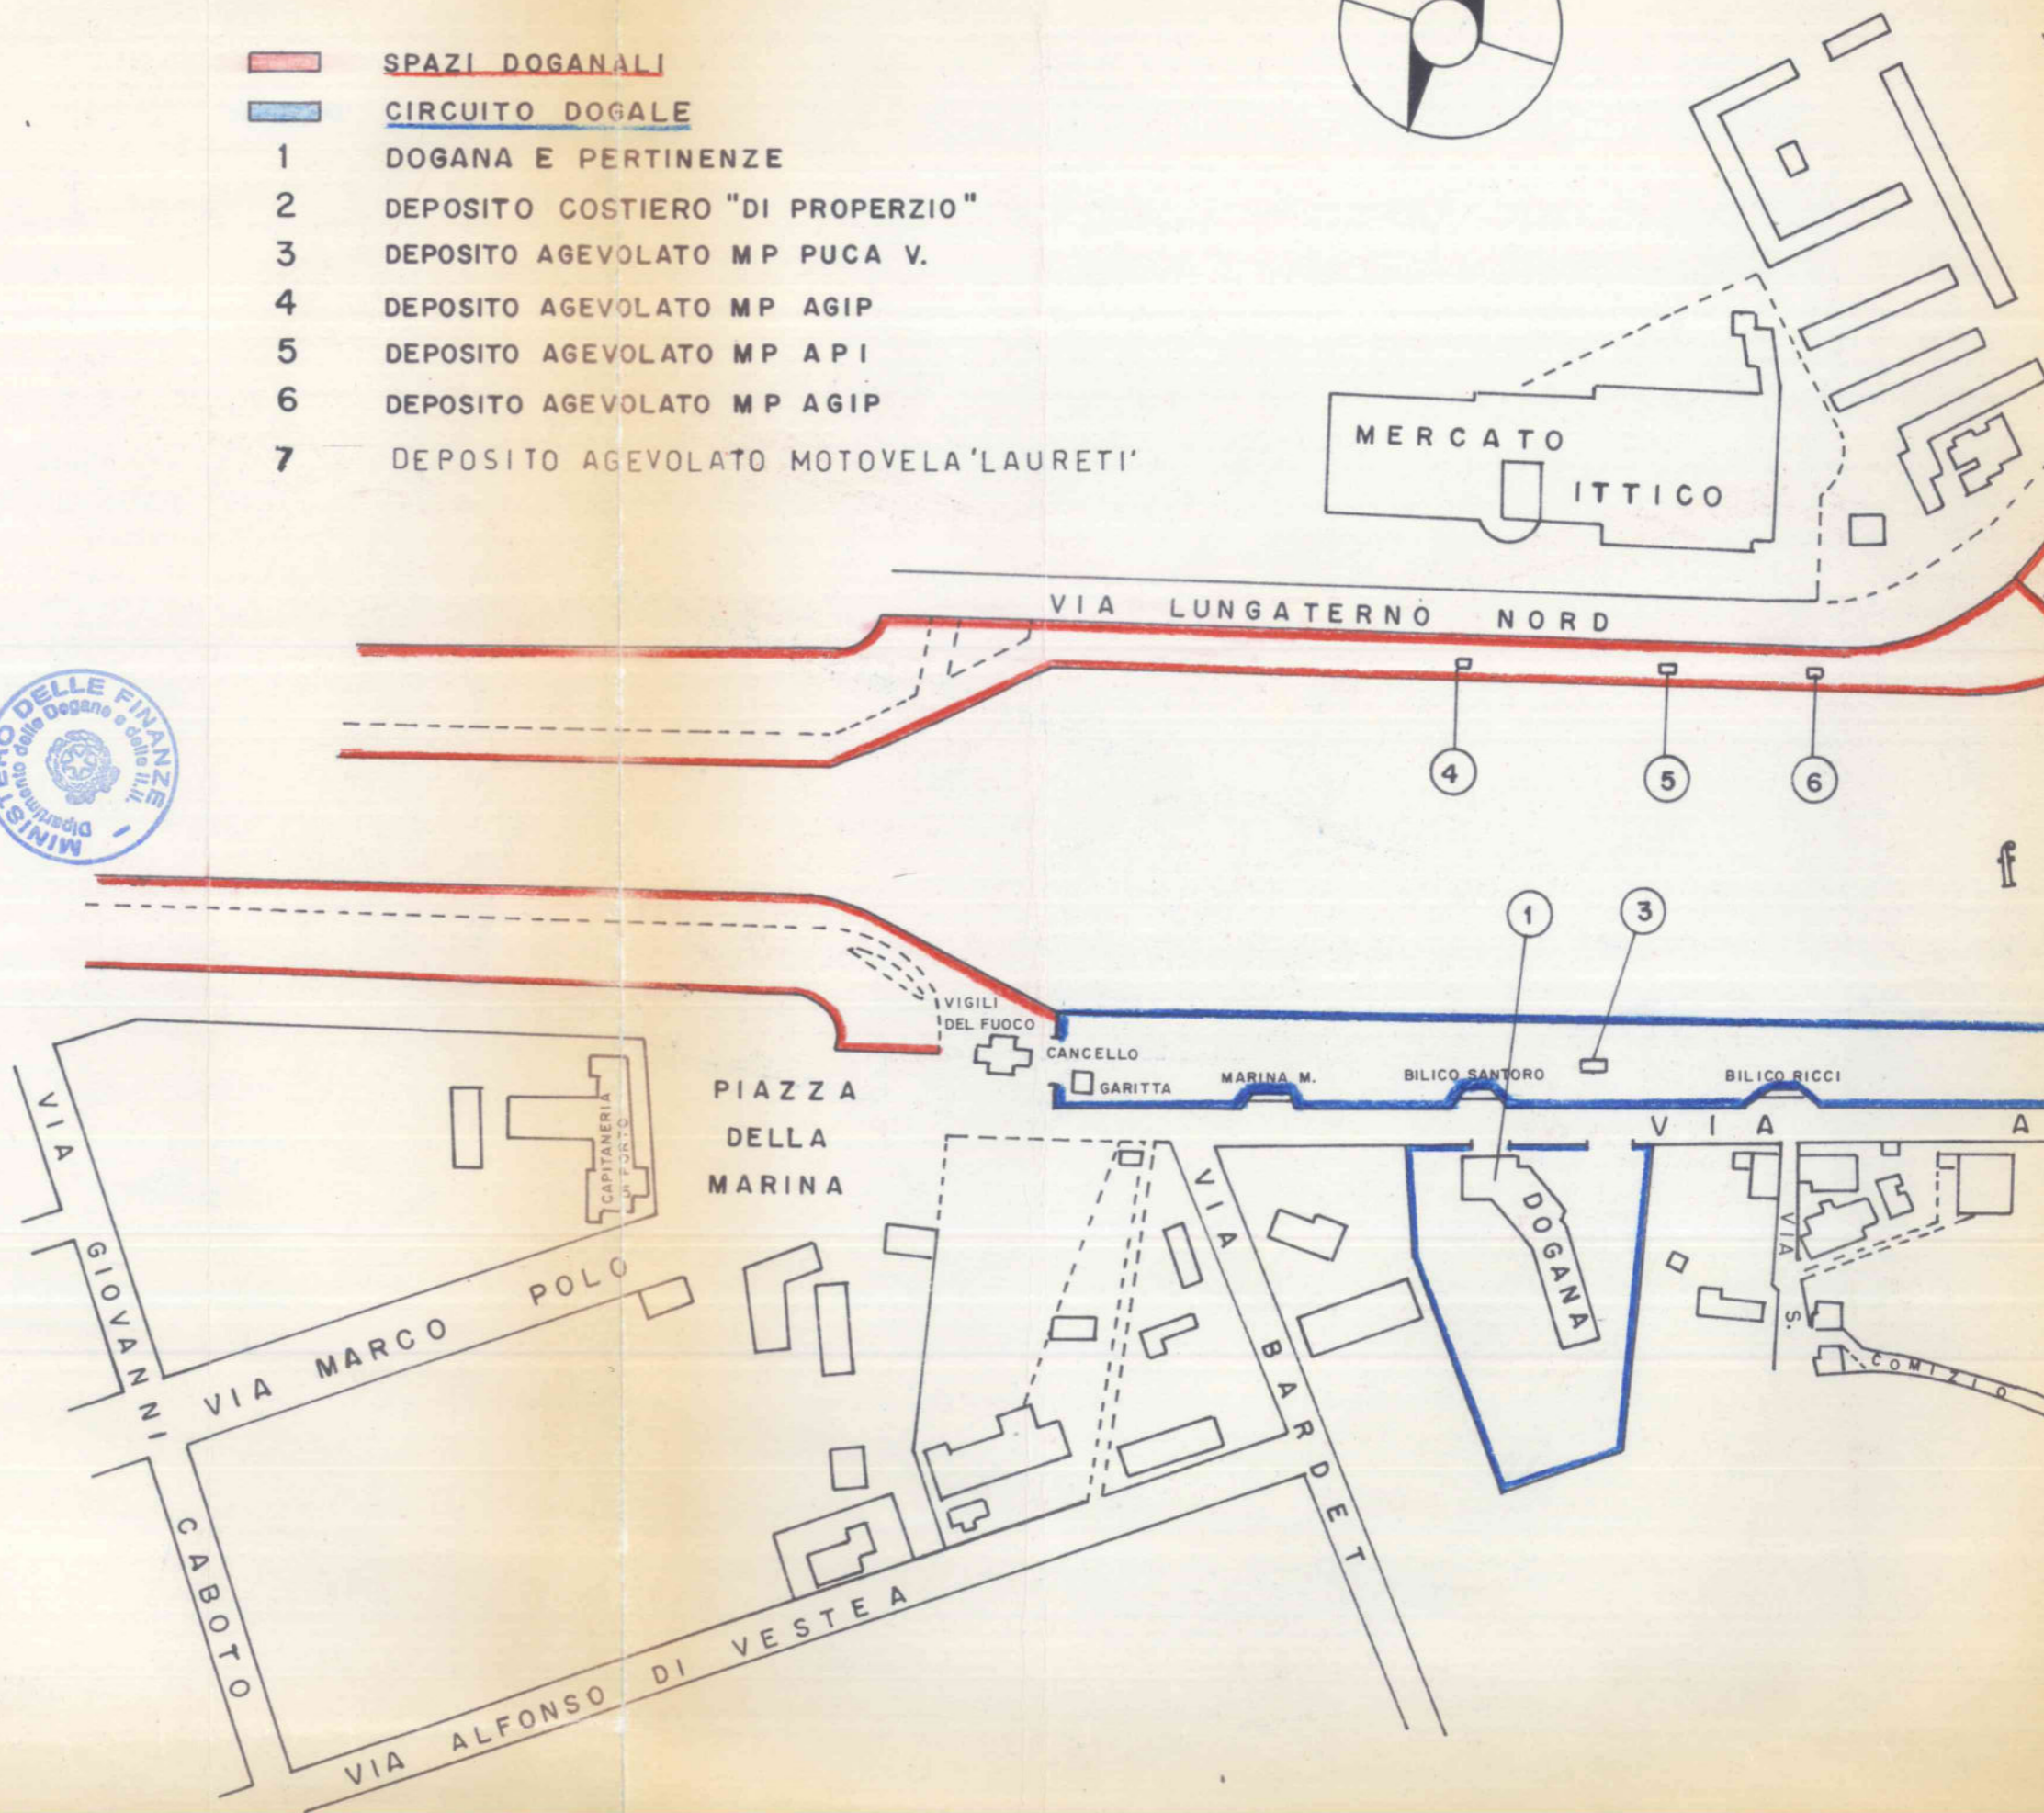 SPAZI DOGANALI
CIRCUITO DOGALE
1 DOGANA E PERTINENZE
2 DEPOSITO COSTIERO "DI PROPERZIO"
3 DEPOSITO AGEVOLATO MP PUCA V.
4 DEPOSITO AGEVOLATO MP AGIP
5 DEPOSITO AGEVOLATO MP API
6 DEPOSITO AGEVOLATO MP AGIP
7 DEPOSITO AGEVOLATO MOTOVELA 'LAURETI'
MERCATO
ITTICO
VIA LUNGATERNO NORD
4
5
6
MINISTERO DELLE FINANZE
Dipartimento delle Dogane e delle II.II.
f
1
3
VIGILI
DEL FUOCO
CANCELLO
GARITTA
MARINA M.
BILICO SANTORO
BILICO RICCI
VIA A
PIAZZA
DELLA
MARINA
CAPITANERIA
DI PORTO
VIA GIOVANNI CABOTO
VIA MARCO POLO
VIA BARDET
DOGANA
VIA S.
COMIZIO
VIA ALFONSO DI VESTEA